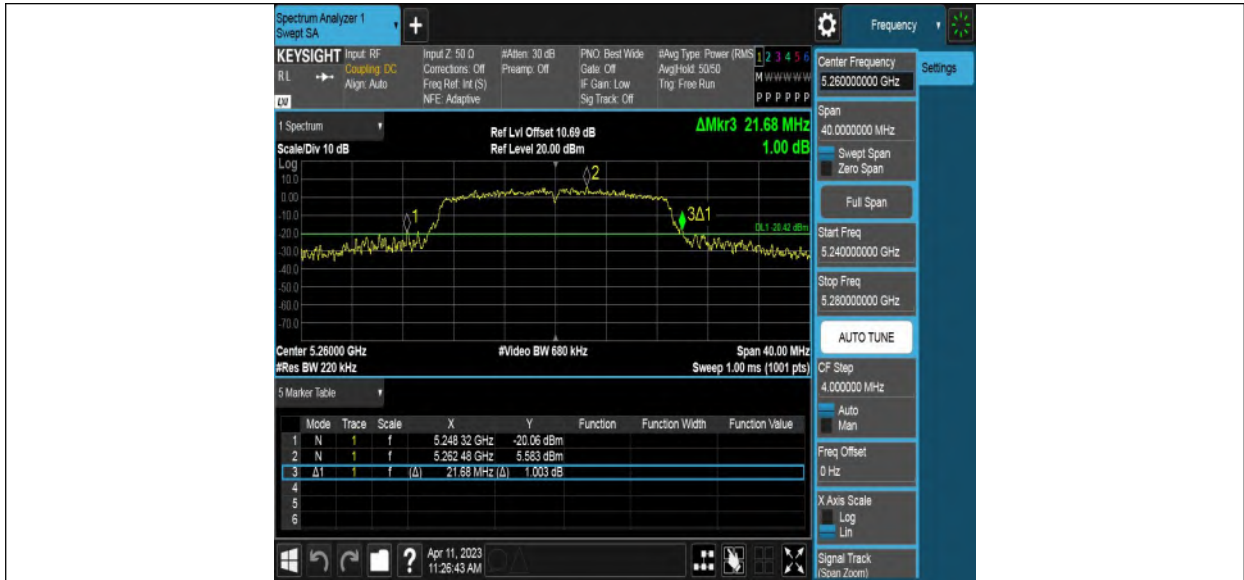 Spectrum Analyzer 1
Swept SA
+
Frequency
KEYSIGHT
RL
LXI
Input: RF
Coupling: DC
Align: Auto
Input Z: 50 Ω
Corrections: Off
Freq Ref: Int (S)
NFE: Adaptive
#Atten: 30 dB
Preamp: Off
PNO: Best Wide
Gate: Off
IF Gain: Low
Sig Track: Off
#Avg Type: Power (RMS
Avg|Hold: 50/50
Trig: Free Run
1 2 3 4 5 6
M W W W W W
P P P P P P
1 Spectrum
Scale/Div 10 dB
Ref Lvl Offset 10.69 dB
Ref Level 20.00 dBm
ΔMkr3 21.68 MHz
1.00 dB
Log
10.0
0.00
-10.0
-20.0
-30.0
-40.0
-50.0
-60.0
-70.0
1
2
3Δ1
DL1 -20.42 dBm
Center 5.26000 GHz
#Video BW 680 kHz
Span 40.00 MHz
#Res BW 220 kHz
Sweep 1.00 ms (1001 pts)
5 Marker Table
Mode Trace Scale X Y Function Function Width Function Value
1 N 1 f 5.248 32 GHz -20.06 dBm
2 N 1 f 5.262 48 GHz 5.583 dBm
3 Δ1 1 f (Δ) 21.68 MHz (Δ) 1.003 dB
4
5
6
?
Apr 11, 2023
11:26:43 AM
Center Frequency
5.260000000 GHz
Span
40.0000000 MHz
Swept Span
Zero Span
Full Span
Start Freq
5.240000000 GHz
Stop Freq
5.280000000 GHz
AUTO TUNE
CF Step
4.000000 MHz
Auto
Man
Freq Offset
0 Hz
X Axis Scale
Log
Lin
Signal Track
(Span Zoom)
Settings